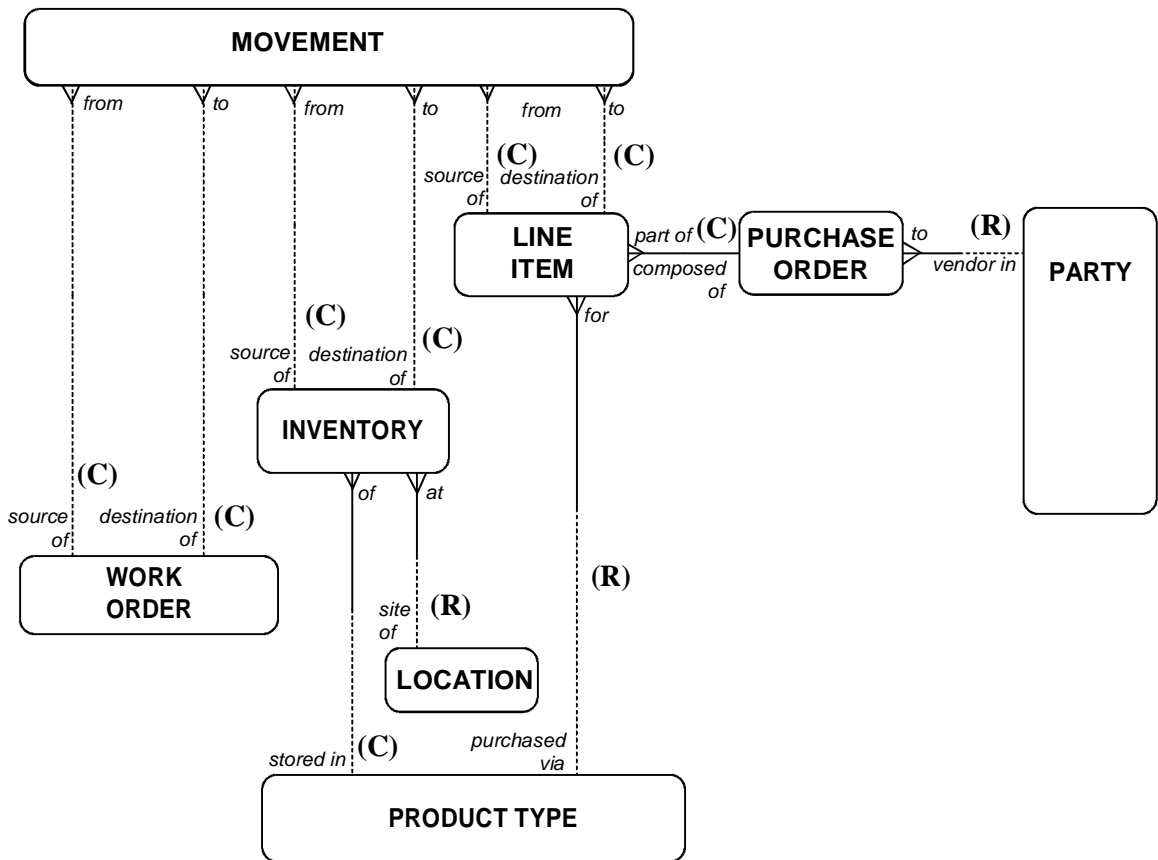 MOVEMENT
from
to
from
to
from
to
(C)
(C)
source
of
destination
of
LINE
ITEM
part of
(C)
composed
of
PURCHASE
ORDER
to
(R)
vendor in
PARTY
for
(C)
(C)
source
of
destination
of
INVENTORY
of
at
(C)
(C)
source
of
destination
of
WORK
ORDER
(R)
(R)
site
of
LOCATION
(C)
stored in
purchased
via
PRODUCT TYPE